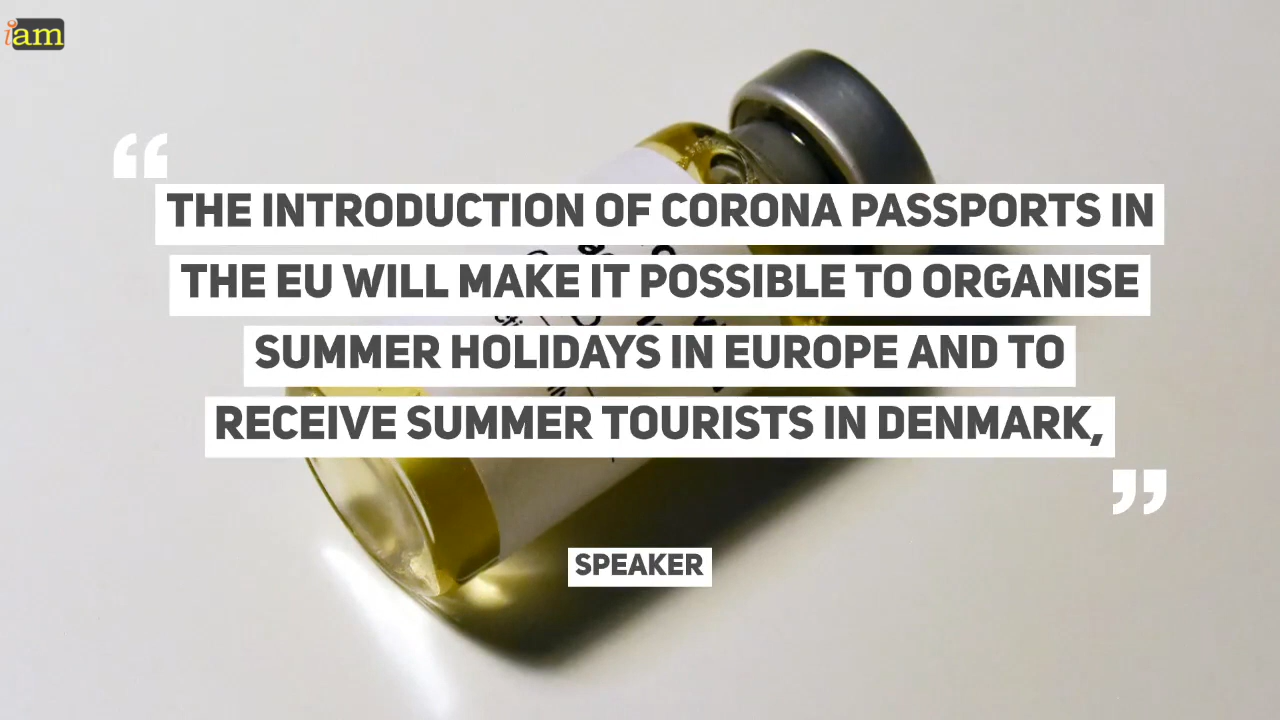 iam
“
THE INTRODUCTION OF CORONA PASSPORTS IN
THE EU WILL MAKE IT POSSIBLE TO ORGANISE
SUMMER HOLIDAYS IN EUROPE AND TO
RECEIVE SUMMER TOURISTS IN DENMARK,
”
SPEAKER